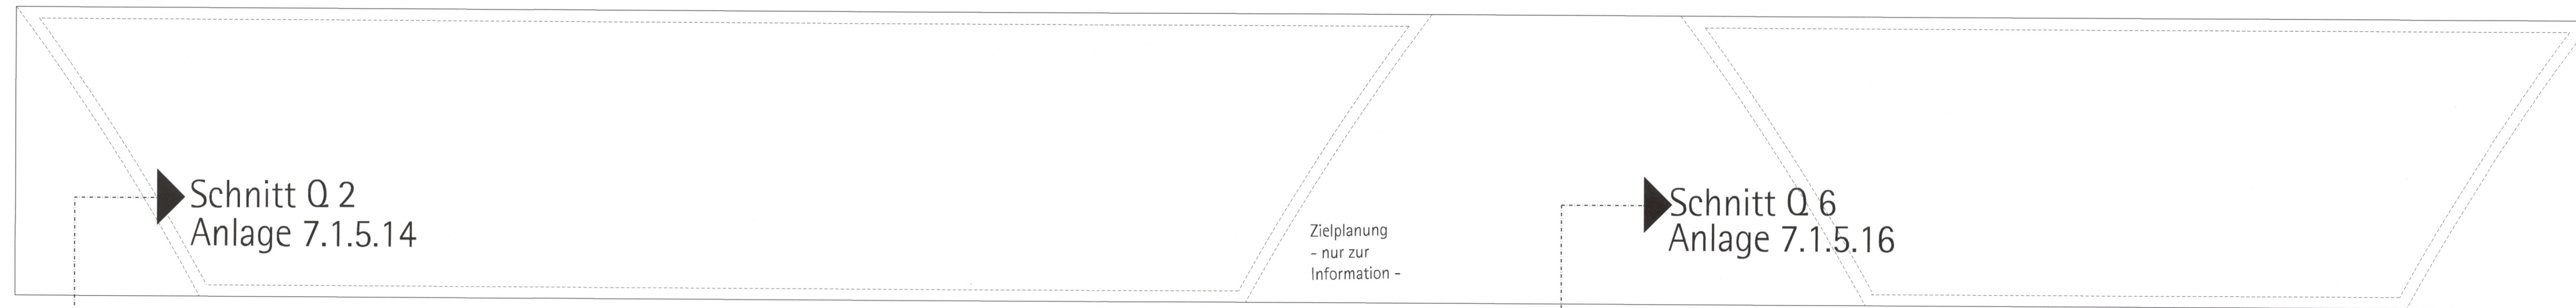 Schnitt Q 2
Anlage 7.1.5.14
Zielplanung
- nur zur
Information -
Schnitt Q 6
Anlage 7.1.5.16